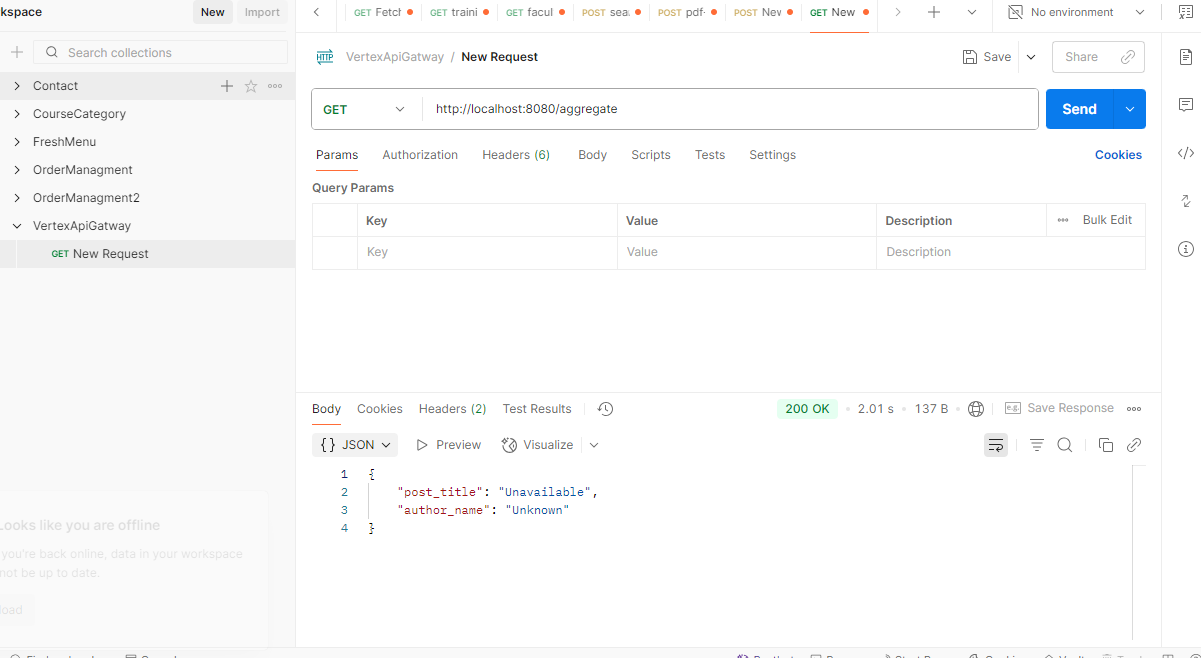 kspace New Import
GET Fetch GET traini GET facul POST sea POST pdf- POST New GET New No environment
Search collections
HTTP VertexApiGatway / New Request Save Share
Contact
CourseCategory
FreshMenu
OrderManagment
OrderManagment2
VertexApiGatway
GET New Request
GET http://localhost:8080/aggregate Send
Params Authorization Headers (6) Body Scripts Tests Settings Cookies
Query Params
Key Value Description Bulk Edit
Key Value Description
Body Cookies Headers (2) Test Results 200 OK 2.01 s 137 B e.g. Save Response
{} JSON Preview Visualize
1 {
2 "post_title": "Unavailable",
3 "author_name": "Unknown"
4 }
Looks like you are offline
you're back online, data in your workspace
not be up to date.
load